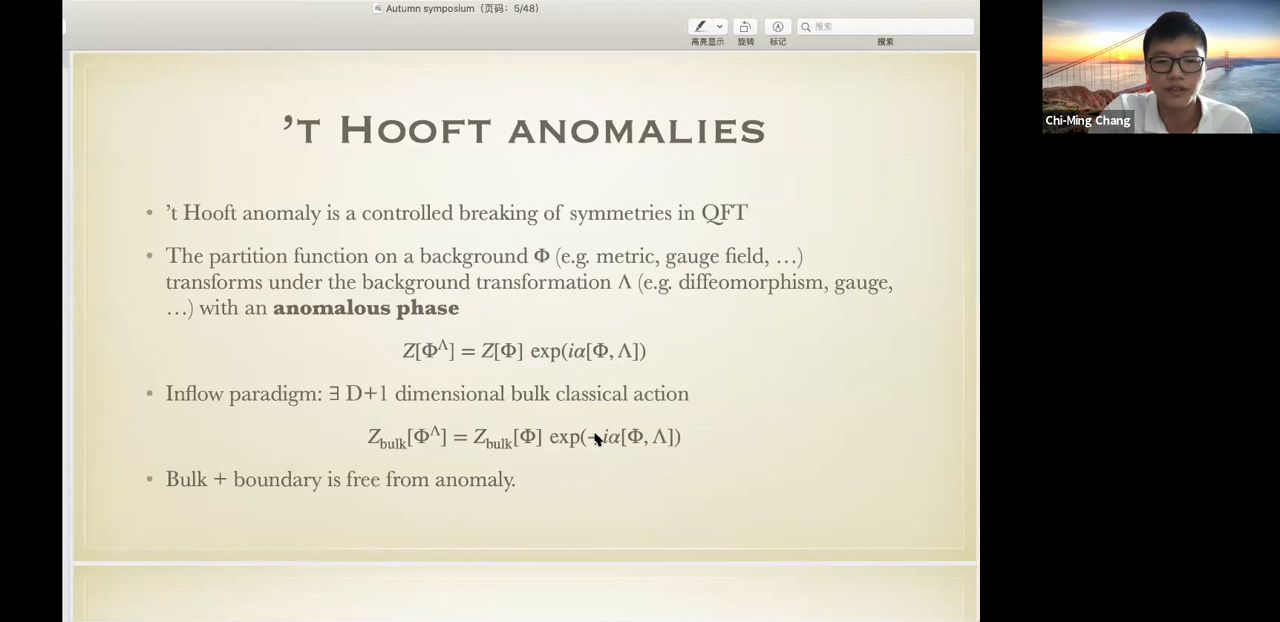 Autumn symposium (页码：5/48)
搜索
高亮显示
旋转
标记
搜索
’T HOOFT ANOMALIES
• ’t Hooft anomaly is a controlled breaking of symmetries in QFT
• The partition function on a background Φ (e.g. metric, gauge field, …)
transforms under the background transformation Λ (e.g. diffeomorphism, gauge,
…) with an anomalous phase
Z[Φ^Λ] = Z[Φ] exp(iα[Φ, Λ])
• Inflow paradigm: ∃ D+1 dimensional bulk classical action
Z_bulk[Φ^Λ] = Z_bulk[Φ] exp(−iα[Φ, Λ])
• Bulk + boundary is free from anomaly.
Chi-Ming Chang